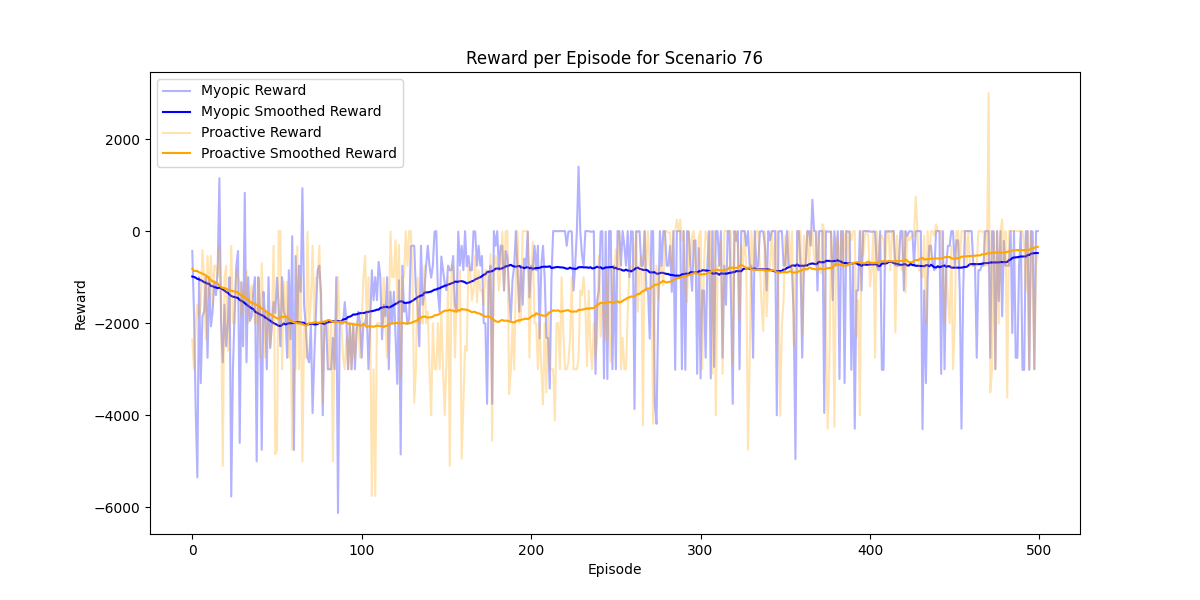 Reward per Episode for Scenario 76
Myopic Reward
Myopic Smoothed Reward
Proactive Reward
Proactive Smoothed Reward
2000
0
−2000
−4000
−6000
Reward
0 100 200 300 400 500
Episode